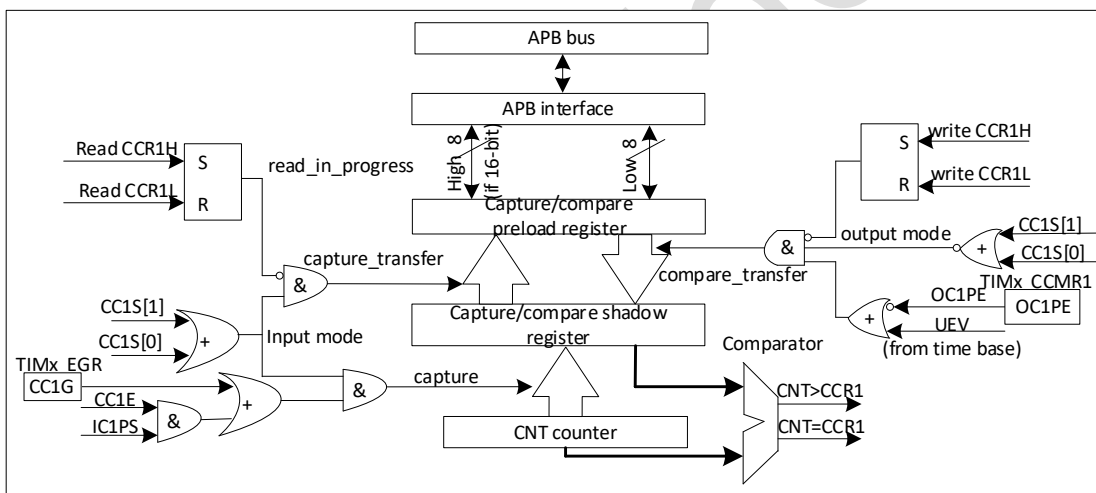 APB bus
APB interface
High 8
(if 16-bit)
Low 8
Read CCR1H
Read CCR1L
S
R
read_in_progress
write CCR1H
write CCR1L
S
R
Capture/compare
preload register
capture_transfer
&
CC1S[1]
CC1S[0]
+
Input mode
&
output mode
+
CC1S[1]
CC1S[0]
compare_transfer
TIMx_CCMR1
OC1PE
OC1PE
+
UEV
(from time base)
Capture/compare shadow
register
TIMx_EGR
CC1G
CC1E
IC1PS
&
+
&
capture
Comparator
CNT>CCR1
CNT=CCR1
CNT counter